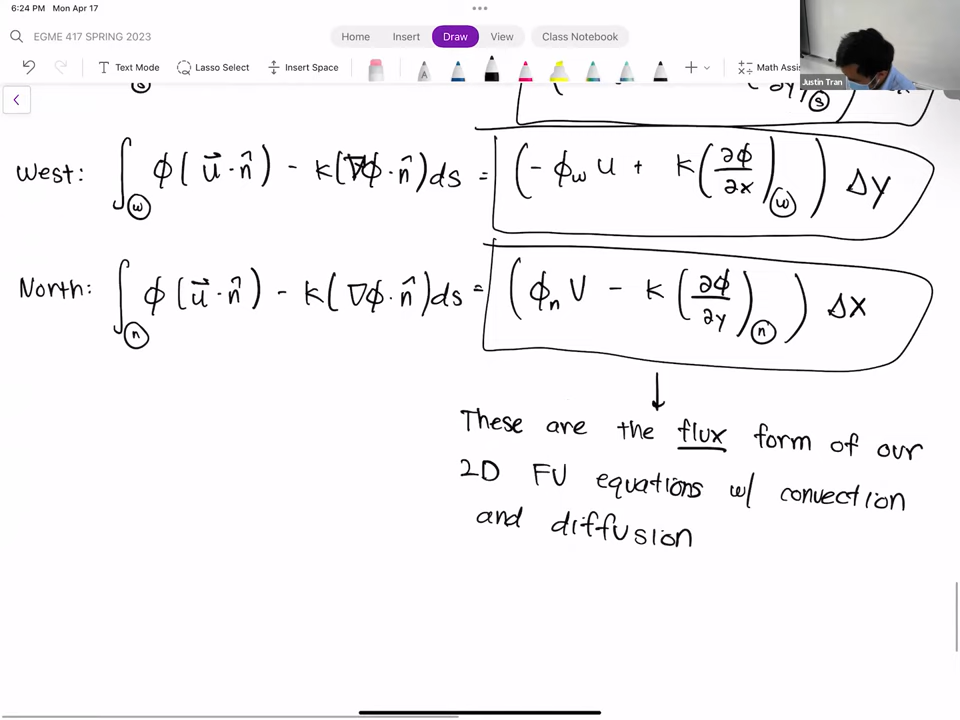 6:24 PM Mon Apr 17
EGME 417 SPRING 2023
Home Insert Draw View Class Notebook
Text Mode Lasso Select Insert Space Math Assis
Justin Tran
∂y) ⓢ
West: ∫ⓦ ϕ(u⃗·n̂) - K(∇ϕ·n̂)ds = (-ϕw U + K(∂ϕ/∂x)ⓦ) Δy
North: ∫ⓝ ϕ(u⃗·n̂) - K(∇ϕ·n̂)ds = (ϕn V - K(∂ϕ/∂y)ⓝ) Δx
↓
These are the flux form of our
2D FV equations w/ convection
and diffusion